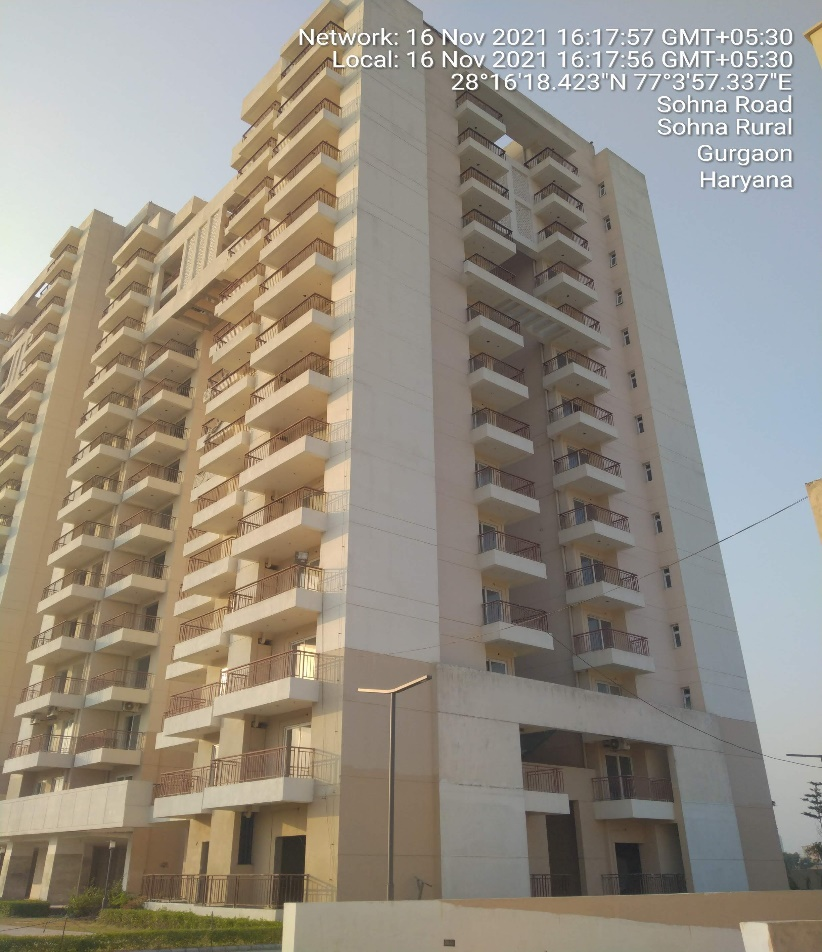 Network: 16 Nov 2021 16:17:57 GMT+05:30
Local: 16 Nov 2021 16:17:56 GMT+05:30
28°16'18.423"N 77°3'57.337"E
Sohna Road
Sohna Rural
Gurgaon
Haryana